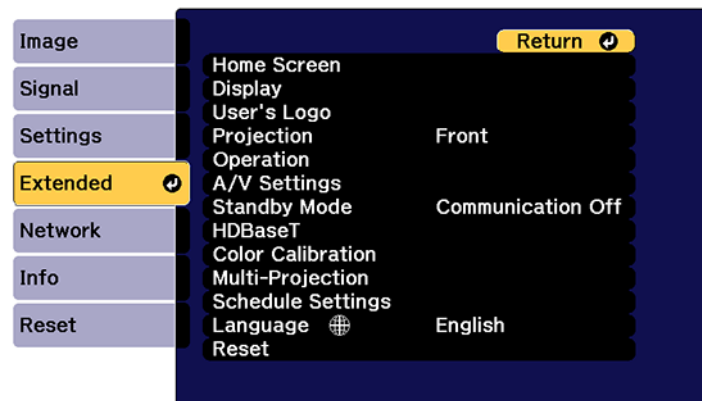 Image
Signal
Settings
Extended
Network
Info
Reset
Return
Home Screen
Display
User's Logo
Projection Front
Operation
A/V Settings
Standby Mode Communication Off
HDBaseT
Color Calibration
Multi-Projection
Schedule Settings
Language English
Reset